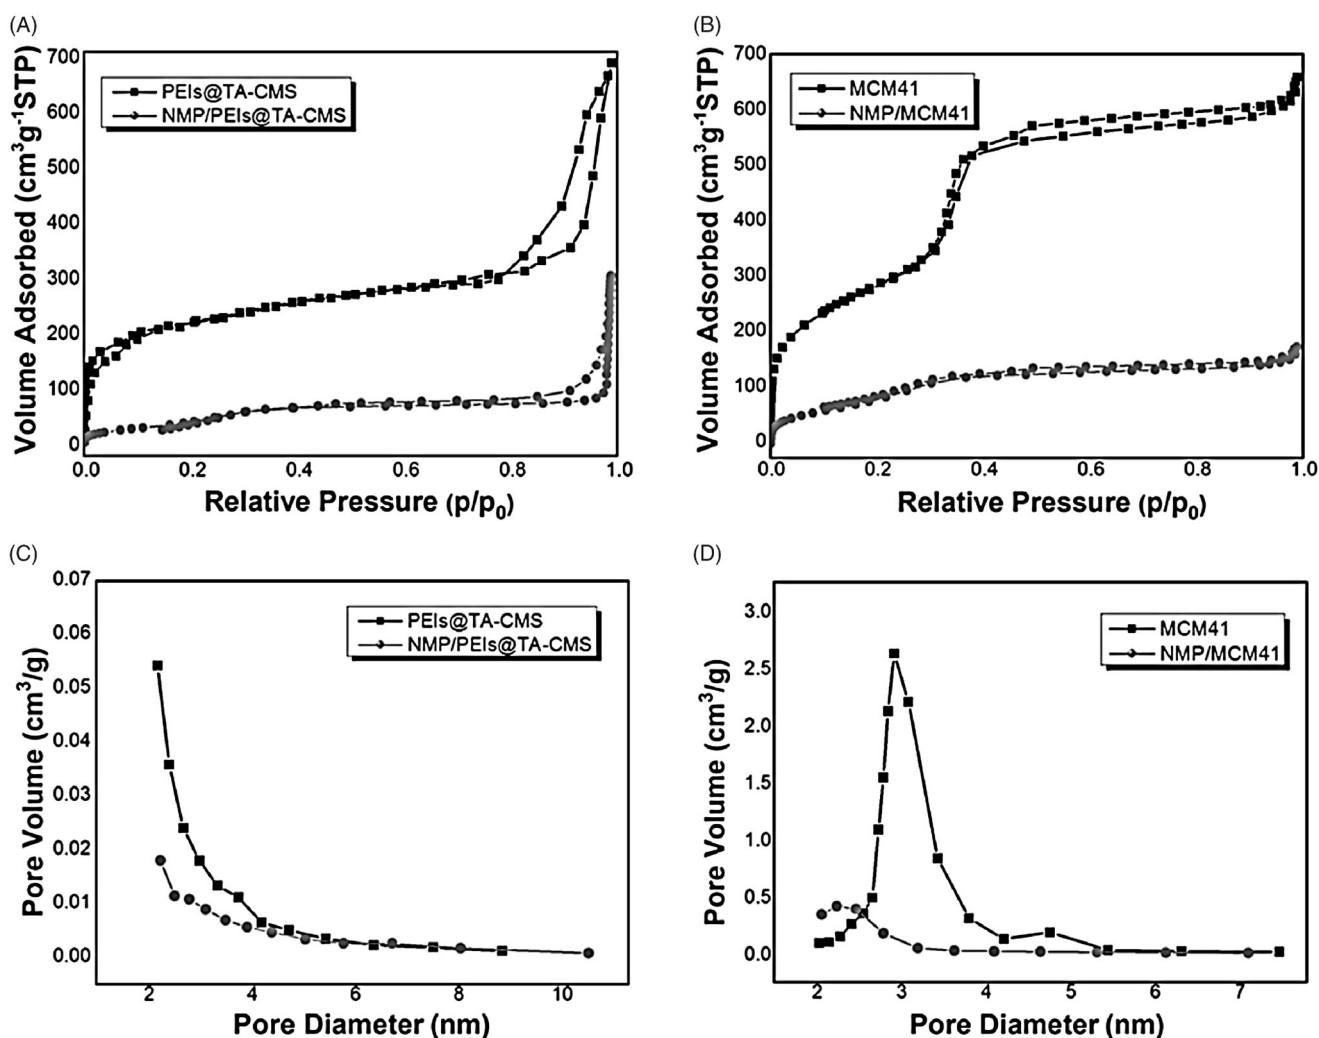 (A)
Volume Adsorbed (cm³g⁻¹STP)
700
600
500
400
300
200
100
0
PEIs@TA-CMS
NMP/PEIs@TA-CMS
0.0 0.2 0.4 0.6 0.8 1.0
Relative Pressure (p/p₀)
(B)
Volume Adsorbed (cm³g⁻¹STP)
700
600
500
400
300
200
100
0
MCM41
NMP/MCM41
0.0 0.2 0.4 0.6 0.8 1.0
Relative Pressure (p/p₀)
(C)
Pore Volume (cm³/g)
0.07
0.06
0.05
0.04
0.03
0.02
0.01
0.00
PEIs@TA-CMS
NMP/PEIs@TA-CMS
2 4 6 8 10
Pore Diameter (nm)
(D)
Pore Volume (cm³/g)
3.0
2.5
2.0
1.5
1.0
0.5
0.0
MCM41
NMP/MCM41
2 3 4 5 6 7
Pore Diameter (nm)